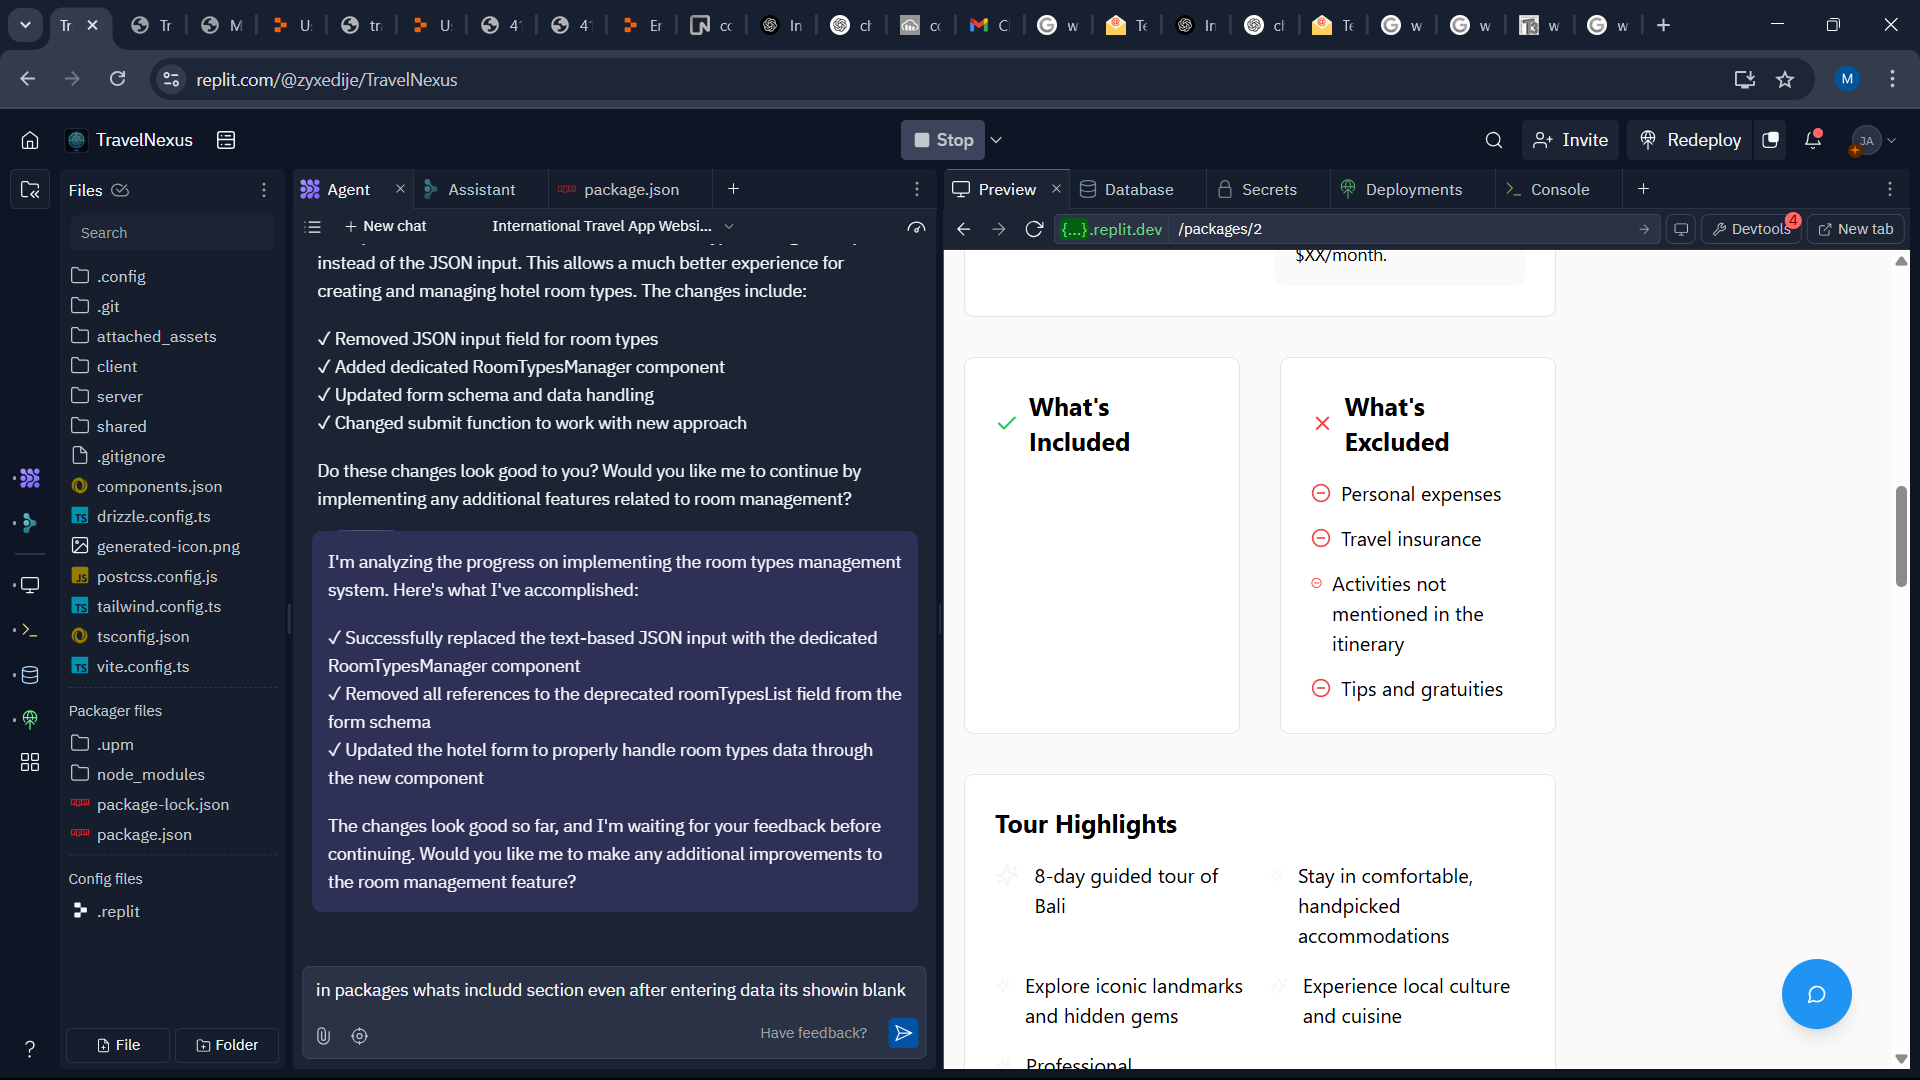 Tr
Tr
M
Us
tra
Us
41
41
Er
co
In
ch
co
Cl
w
Te
In
cl
Te
w
w
w
w
replit.com/@zyxedije/TravelNexus
M
TravelNexus
Stop
Invite
Redeploy
JA
Files
Agent
Assistant
package.json
Preview
Database
Secrets
Deployments
Console
Search
New chat
International Travel App Websi...
{...}.replit.dev
/packages/2
Devtools
4
New tab
.config
.git
attached_assets
client
server
shared
.gitignore
components.json
drizzle.config.ts
generated-icon.png
postcss.config.js
tailwind.config.ts
tsconfig.json
vite.config.ts
Packager files
.upm
node_modules
package-lock.json
package.json
Config files
.replit
File
Folder
instead of the JSON input. This allows a much better experience for
creating and managing hotel room types. The changes include:
✓ Removed JSON input field for room types
✓ Added dedicated RoomTypesManager component
✓ Updated form schema and data handling
✓ Changed submit function to work with new approach
Do these changes look good to you? Would you like me to continue by
implementing any additional features related to room management?
I'm analyzing the progress on implementing the room types management
system. Here's what I've accomplished:
✓ Successfully replaced the text-based JSON input with the dedicated
RoomTypesManager component
✓ Removed all references to the deprecated roomTypesList field from the
form schema
✓ Updated the hotel form to properly handle room types data through
the new component
The changes look good so far, and I'm waiting for your feedback before
continuing. Would you like me to make any additional improvements to
the room management feature?
in packages whats includd section even after entering data its showin blank
Have feedback?
$XX/month.
What's
Included
What's
Excluded
Personal expenses
Travel insurance
Activities not
mentioned in the
itinerary
Tips and gratuities
Tour Highlights
8-day guided tour of
Bali
Stay in comfortable,
handpicked
accommodations
Explore iconic landmarks
and hidden gems
Experience local culture
and cuisine
Professional